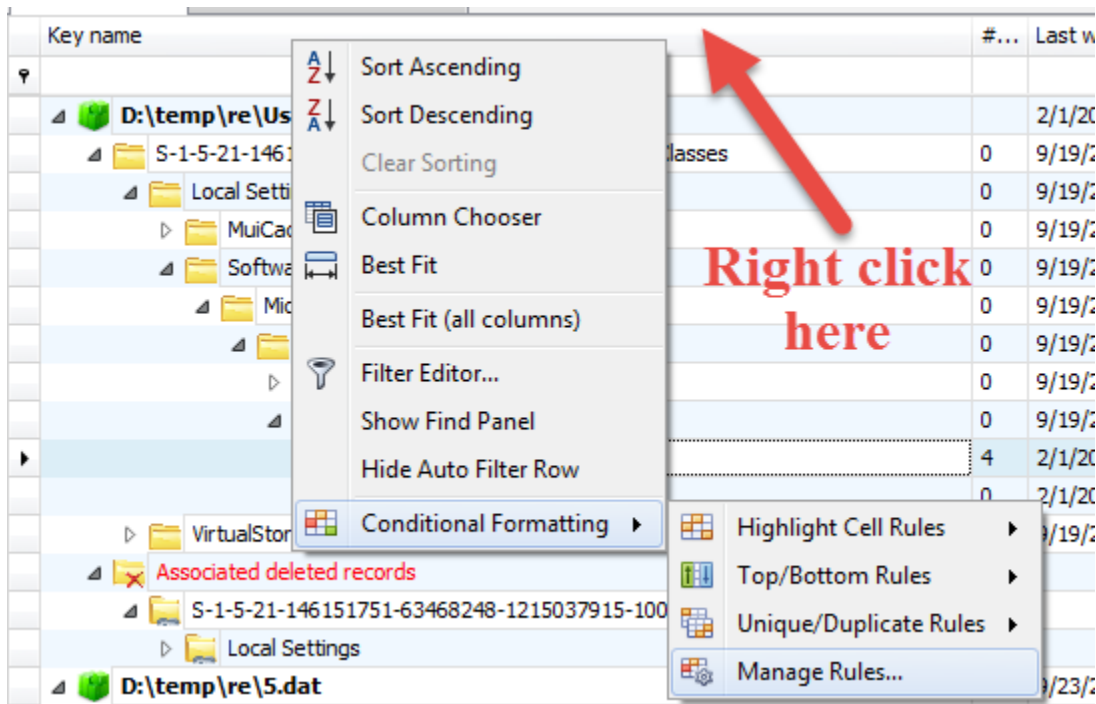 Key name #... Last w
D:\temp\re\Us 2/1/20
S-1-5-21-1461 lasses 0 9/19/2
Local Setti 0 9/19/2
MuiCac 0 9/19/2
Softwa 0 9/19/2
Mic 0 9/19/2
0 9/19/2
0 9/19/2
0 9/19/2
4 2/1/20
0 2/1/20
VirtualStor 9/19/2
Associated deleted records
S-1-5-21-146151751-63468248-1215037915-100
Local Settings
D:\temp\re\5.dat 9/23/2
Sort Ascending
Sort Descending
Clear Sorting
Column Chooser
Best Fit
Best Fit (all columns)
Filter Editor...
Show Find Panel
Hide Auto Filter Row
Conditional Formatting
Highlight Cell Rules
Top/Bottom Rules
Unique/Duplicate Rules
Manage Rules...
Right click
here